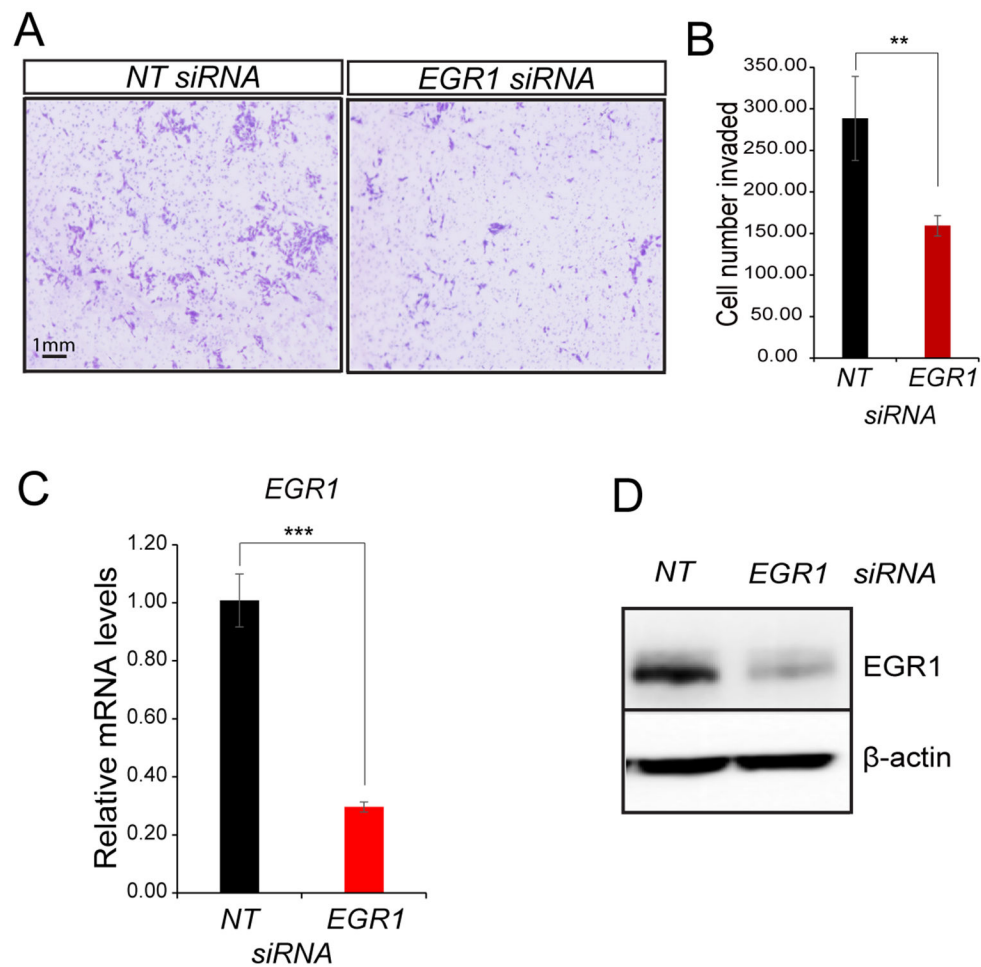 A
NT siRNA
EGR1 siRNA
1mm
B
**
350.00
300.00
250.00
200.00
150.00
100.00
50.00
0.00
Cell number invaded
NT EGR1
siRNA
C
EGR1
***
1.20
1.00
0.80
0.60
0.40
0.20
0.00
Relative mRNA levels
NT EGR1
siRNA
D
NT EGR1 siRNA
EGR1
β-actin